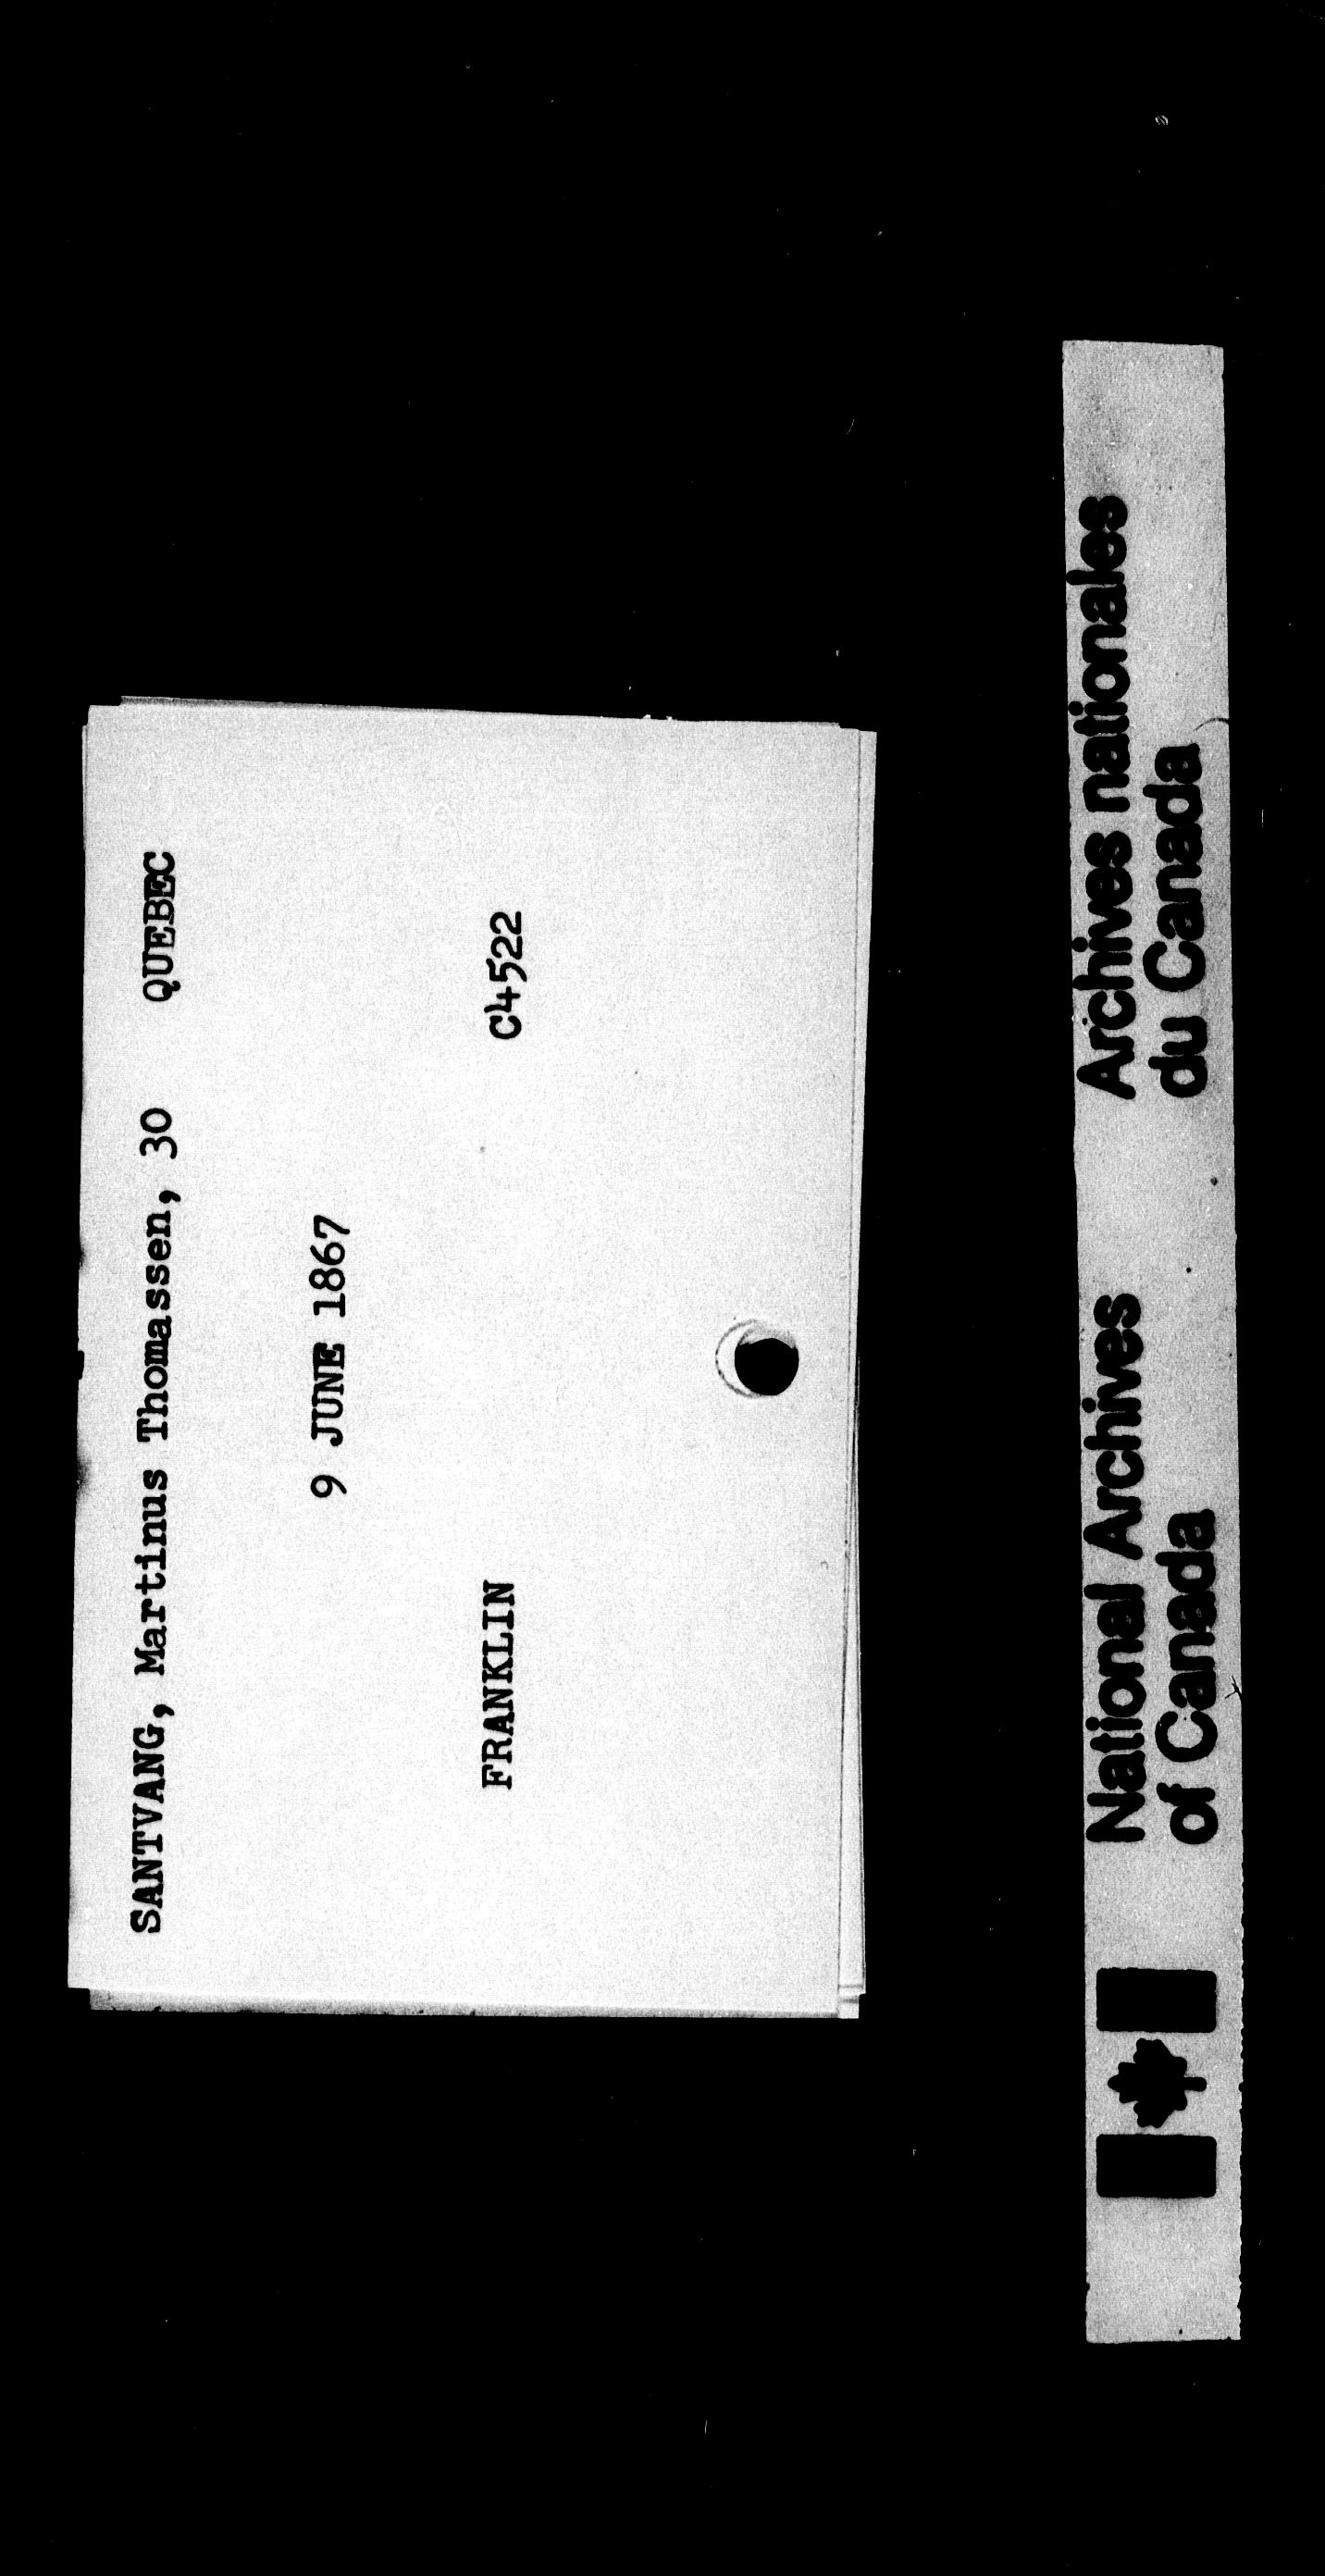 SANTVANG, Martinus Thomassen, 30 QUEBEC
9 JUNE 1867
FRANKLIN C4522
National Archives of Canada
Archives nationales du Canada